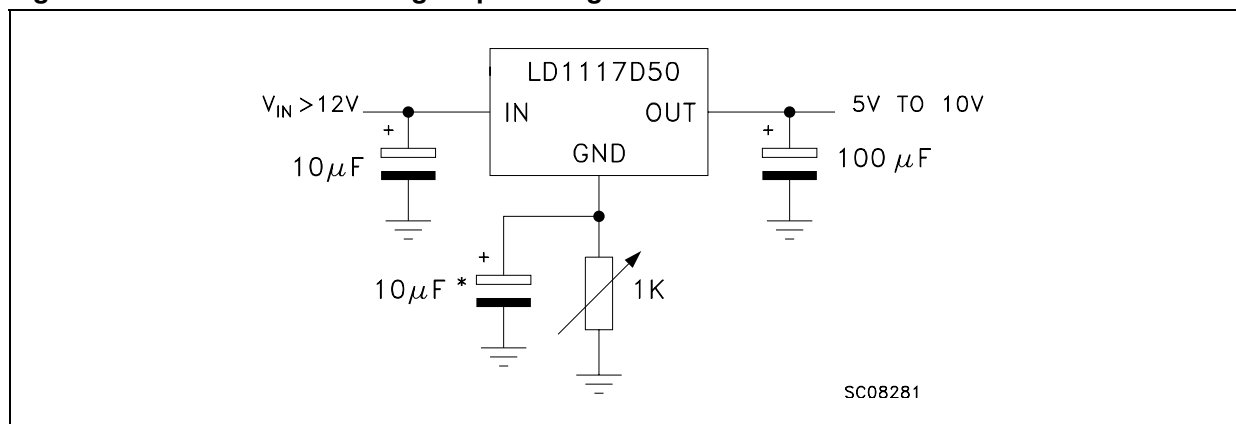 LD1117D50
V_IN >12V
IN
OUT
5V TO 10V
+
10µF
GND
+
100 µF
+
10µF *
1K
SC08281